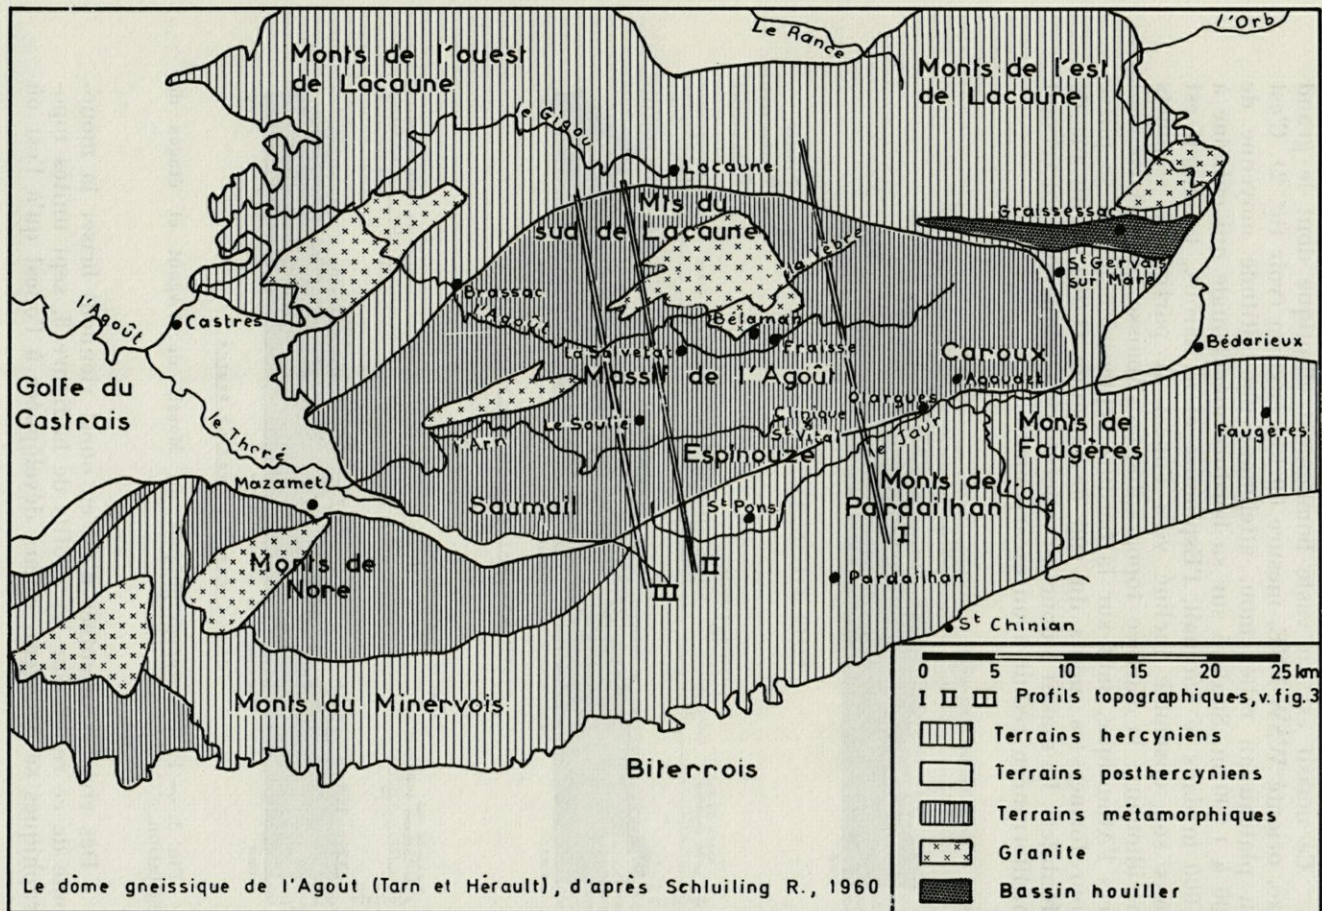 Monts de l'ouest
de Lacaune
Le Rance
l'Orb
Monts de l'est
de Lacaune
le Gigou
Lacaune
Mts du
sud de Lacaune
la Vèbre
Graissessac
St Gervais
sur Mare
Brassac
l'Agoût
l'Agoût
Castres
Bélaman
Fraïsse
La Salvetat
Massif de l'Agoût
Caroux
Agoudet
Bédarieux
Golfe du
Castrais
le Thoré
Le Soulié
Clinique
St Vital
Olargues
le Jaur
Monts de
Faugères
Faugères
l'Arn
Espinouze
Mazamet
Saumail
St Pons
Monts de
Pardailhan
l'Orb
I
II
III
Monts de
Nore
Pardailhan
St Chinian
Monts du Minervois
Biterrois
0 5 10 15 20 25 km
I II III Profils topographiques, v. fig. 3
Terrains hercyniens
Terrains posthercyniens
Terrains métamorphiques
Granite
Bassin houiller
Le dôme gneissique de l'Agoût (Tarn et Hérault), d'après Schluiling R., 1960